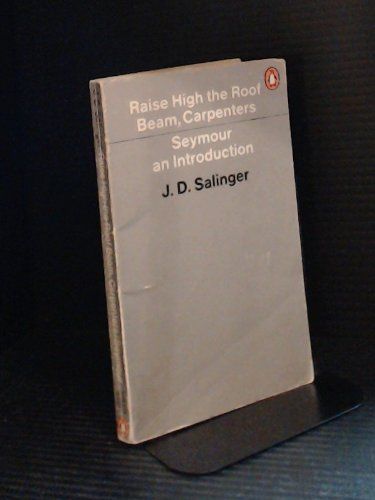 Raise High the Roof
Beam, Carpenters
Seymour
an Introduction
J. D. Salinger